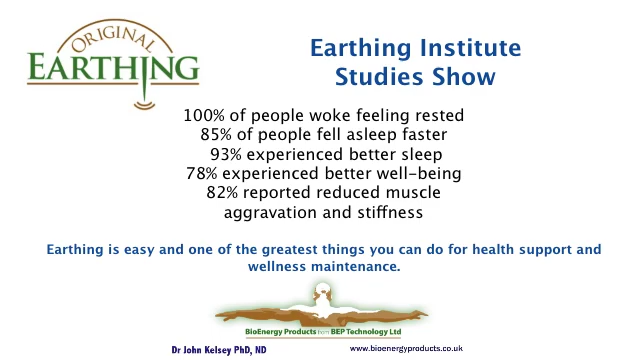 ORIGINAL
EARTHING
Earthing Institute
Studies Show
100% of people woke feeling rested
85% of people fell asleep faster
93% experienced better sleep
78% experienced better well-being
82% reported reduced muscle
aggravation and stiffness
Earthing is easy and one of the greatest things you can do for health support and
wellness maintenance.
BioEnergy Products from BEP Technology Ltd
Dr John Kelsey PhD, ND
www.bioenergyproducts.co.uk